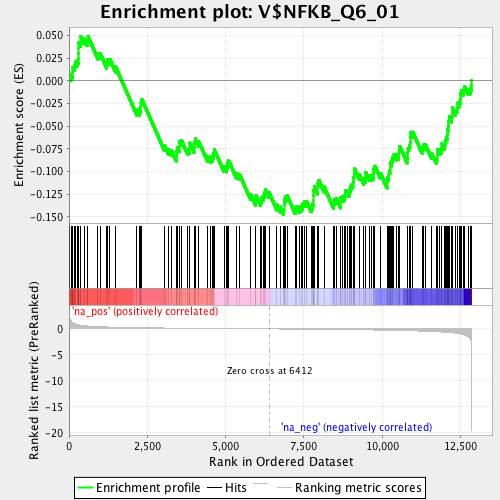 Enrichment plot: V$NFKB_Q6_01
Enrichment score (ES)
0.050
0.025
0.000
-0.025
-0.050
-0.075
-0.100
-0.125
-0.150
'na_pos' (positively correlated)
Ranked list metric (PreRanked)
0
-5
-10
-15
-20
Zero cross at 6412
'na_neg' (negatively correlated)
0
2,500
5,000
7,500
10,000
12,500
Rank in Ordered Dataset
Enrichment profile
Hits
Ranking metric scores